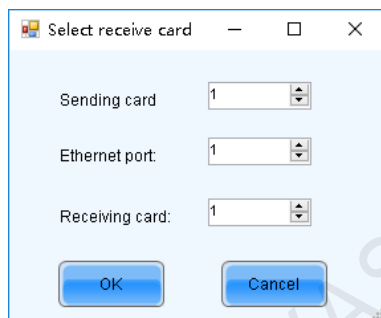 Select receive card
Sending card 1
Ethernet port: 1
Receiving card: 1
OK Cancel